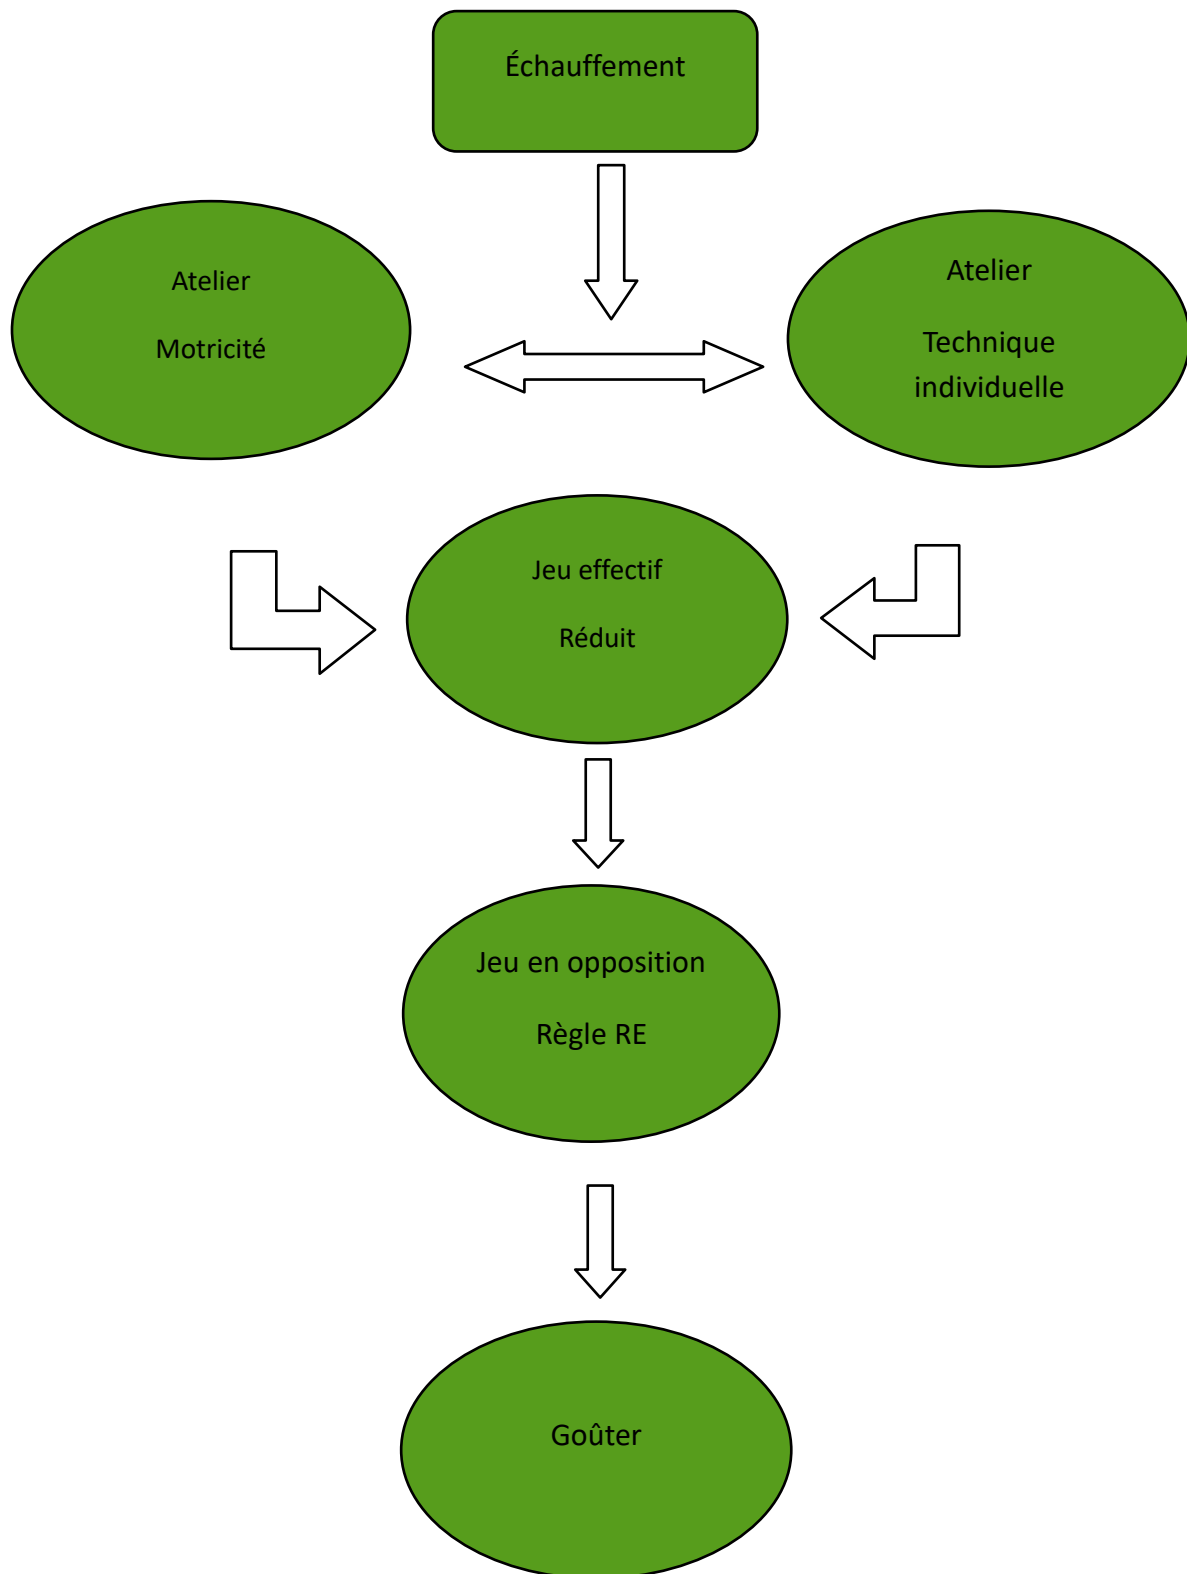 Échauffement
Atelier
Motricité
Atelier
Technique
individuelle
Jeu effectif
Réduit
Jeu en opposition
Règle RE
Goûter